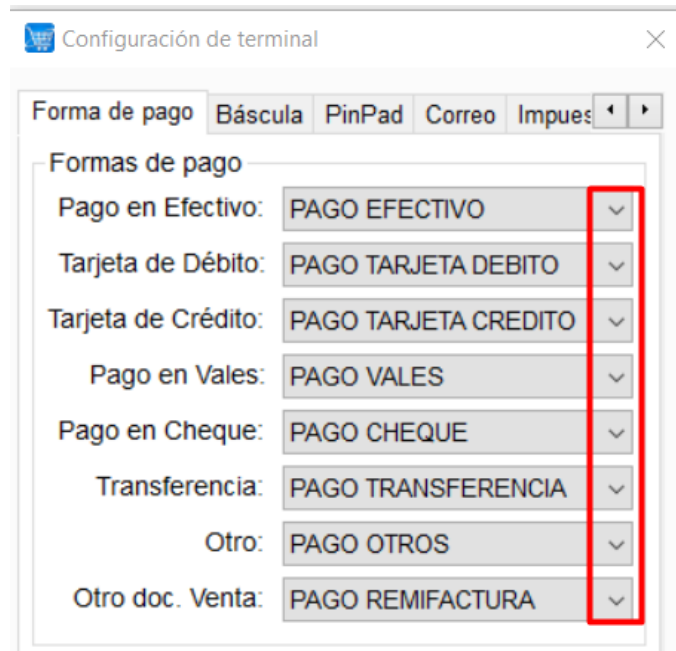 Configuración de terminal
Forma de pago Báscula PinPad Correo Impues
Formas de pago
Pago en Efectivo: PAGO EFECTIVO
Tarjeta de Débito: PAGO TARJETA DEBITO
Tarjeta de Crédito: PAGO TARJETA CREDITO
Pago en Vales: PAGO VALES
Pago en Cheque: PAGO CHEQUE
Transferencia: PAGO TRANSFERENCIA
Otro: PAGO OTROS
Otro doc. Venta: PAGO REMIFACTURA